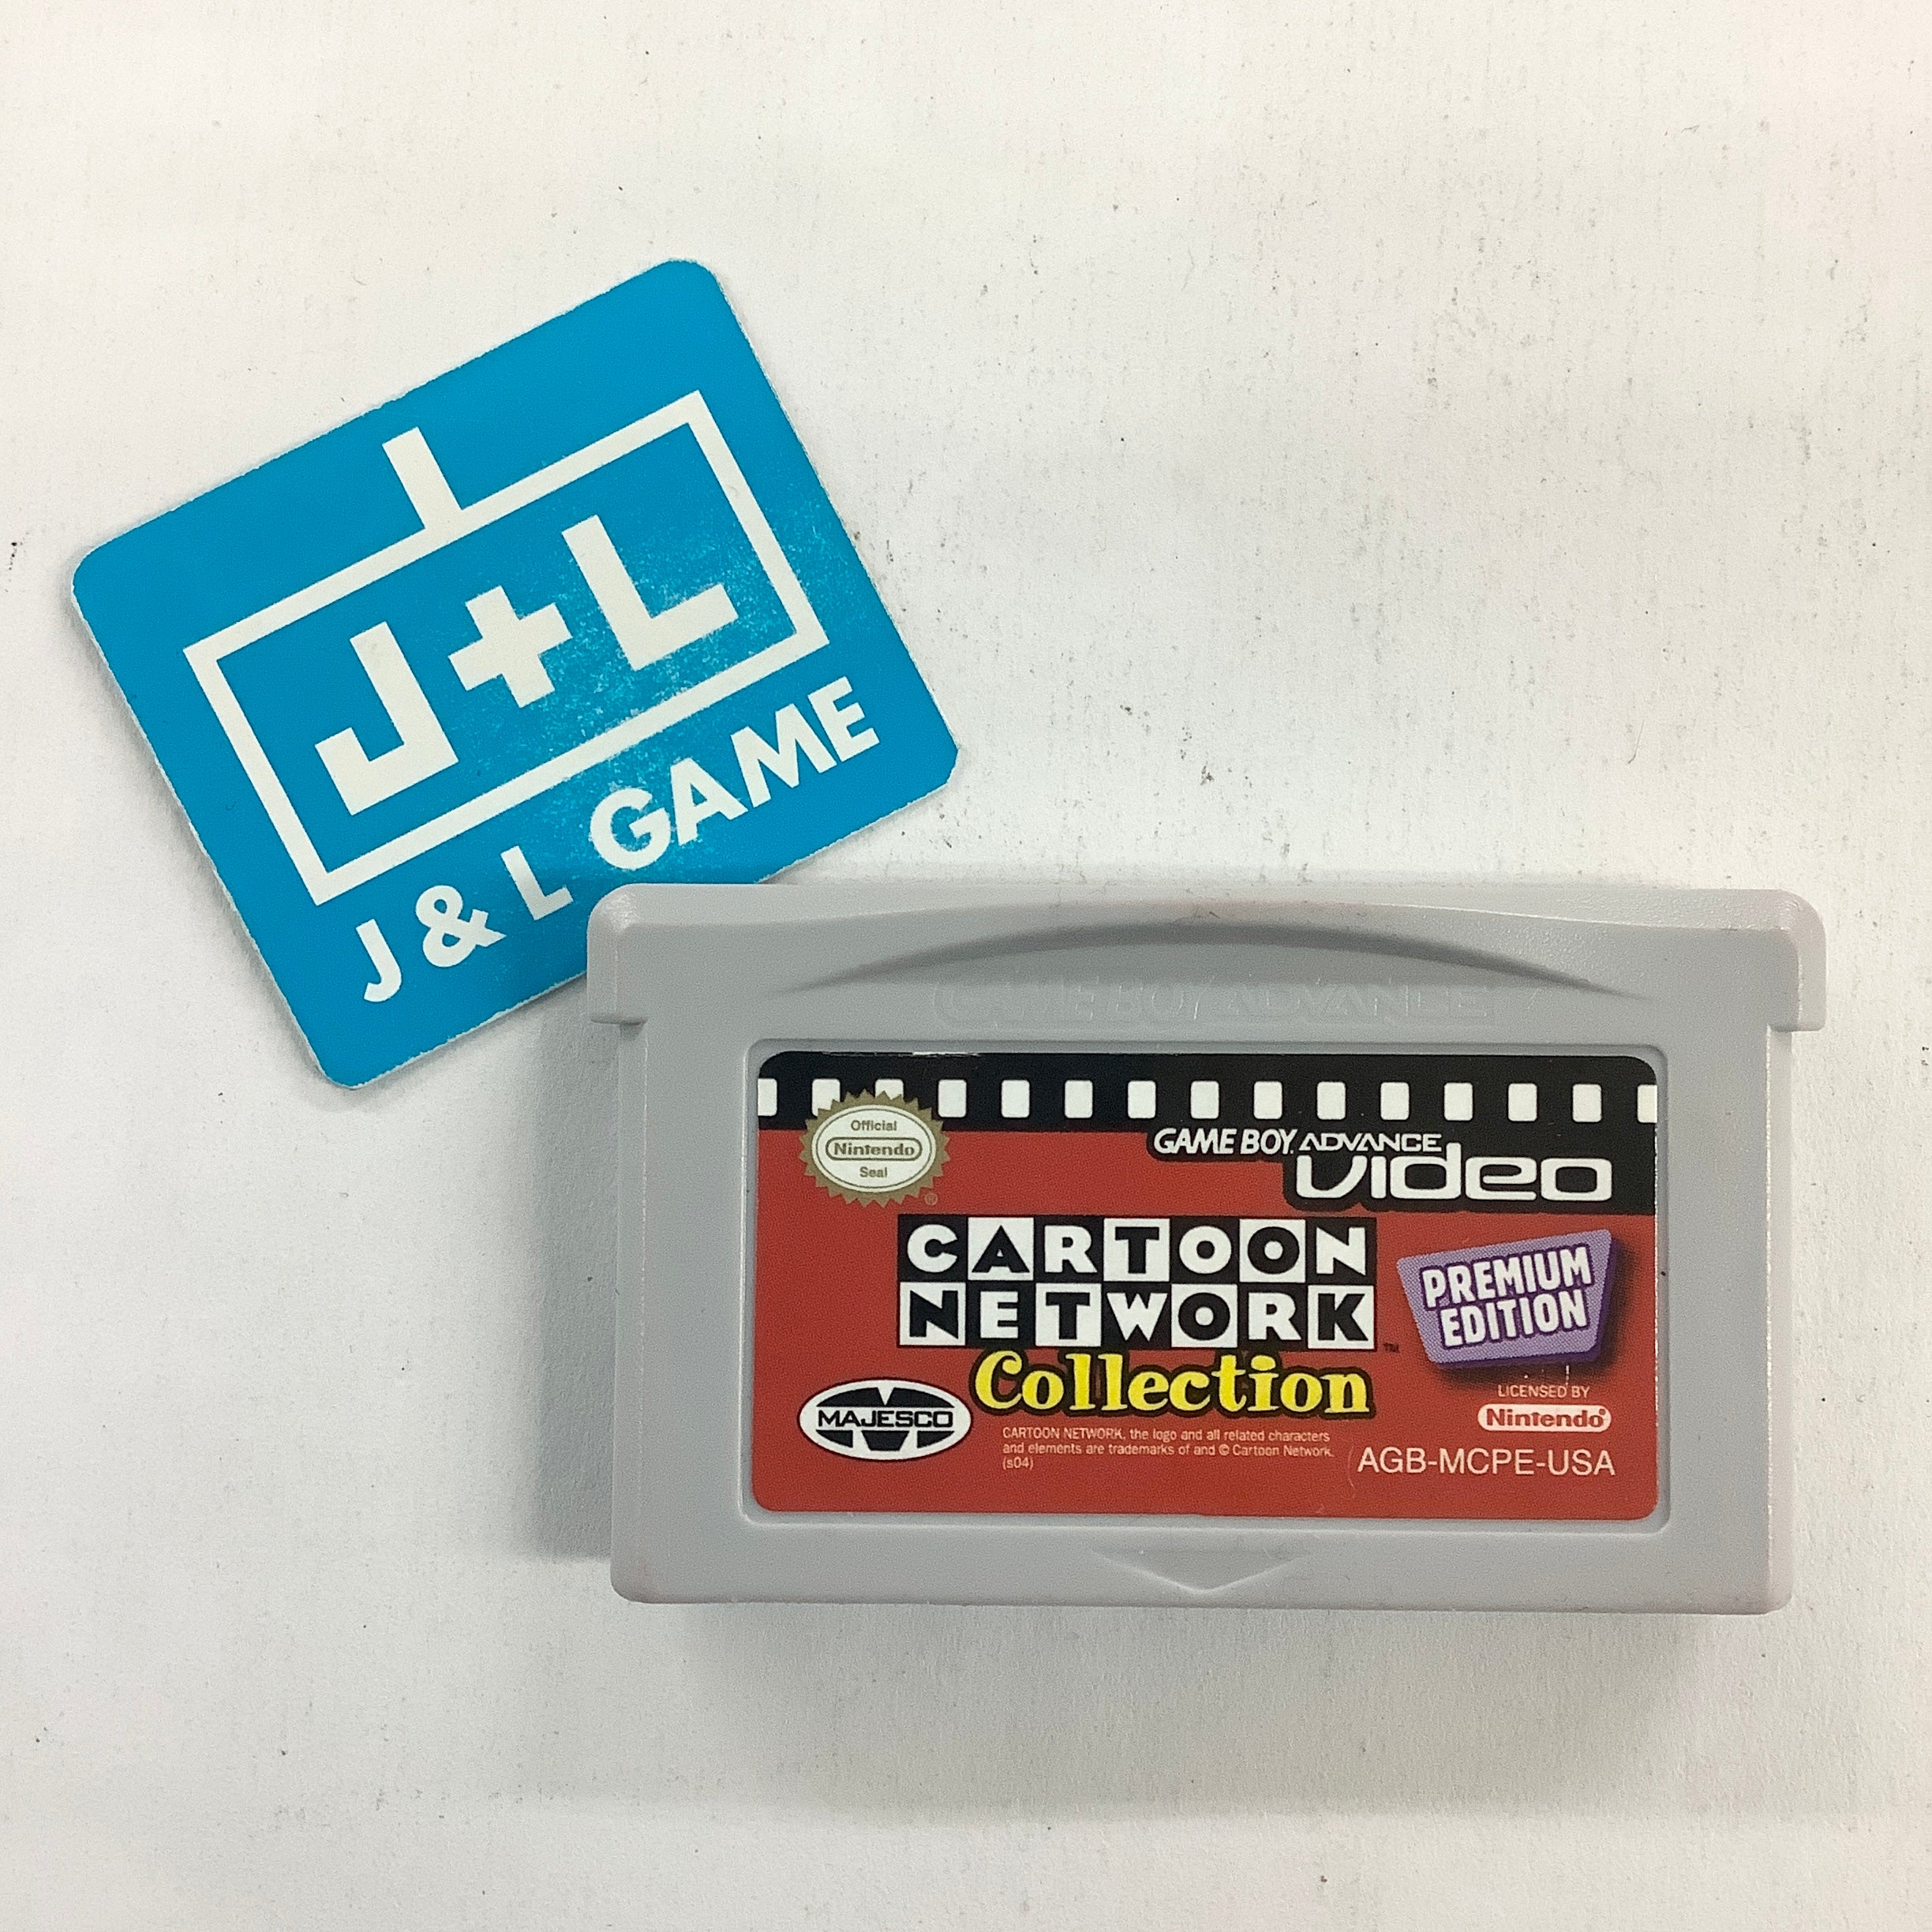 J+L
J & L GAME
GAME BOY ADVANCE
Official
Nintendo
Seal
®
GAME BOY ADVANCE
video
CARTOON
NETWORK
™
Collection
PREMIUM
EDITION
MAJESCO
LICENSED BY
Nintendo®
CARTOON NETWORK, the logo and all related characters
and elements are trademarks of and © Cartoon Network.
(s04)
AGB-MCPE-USA